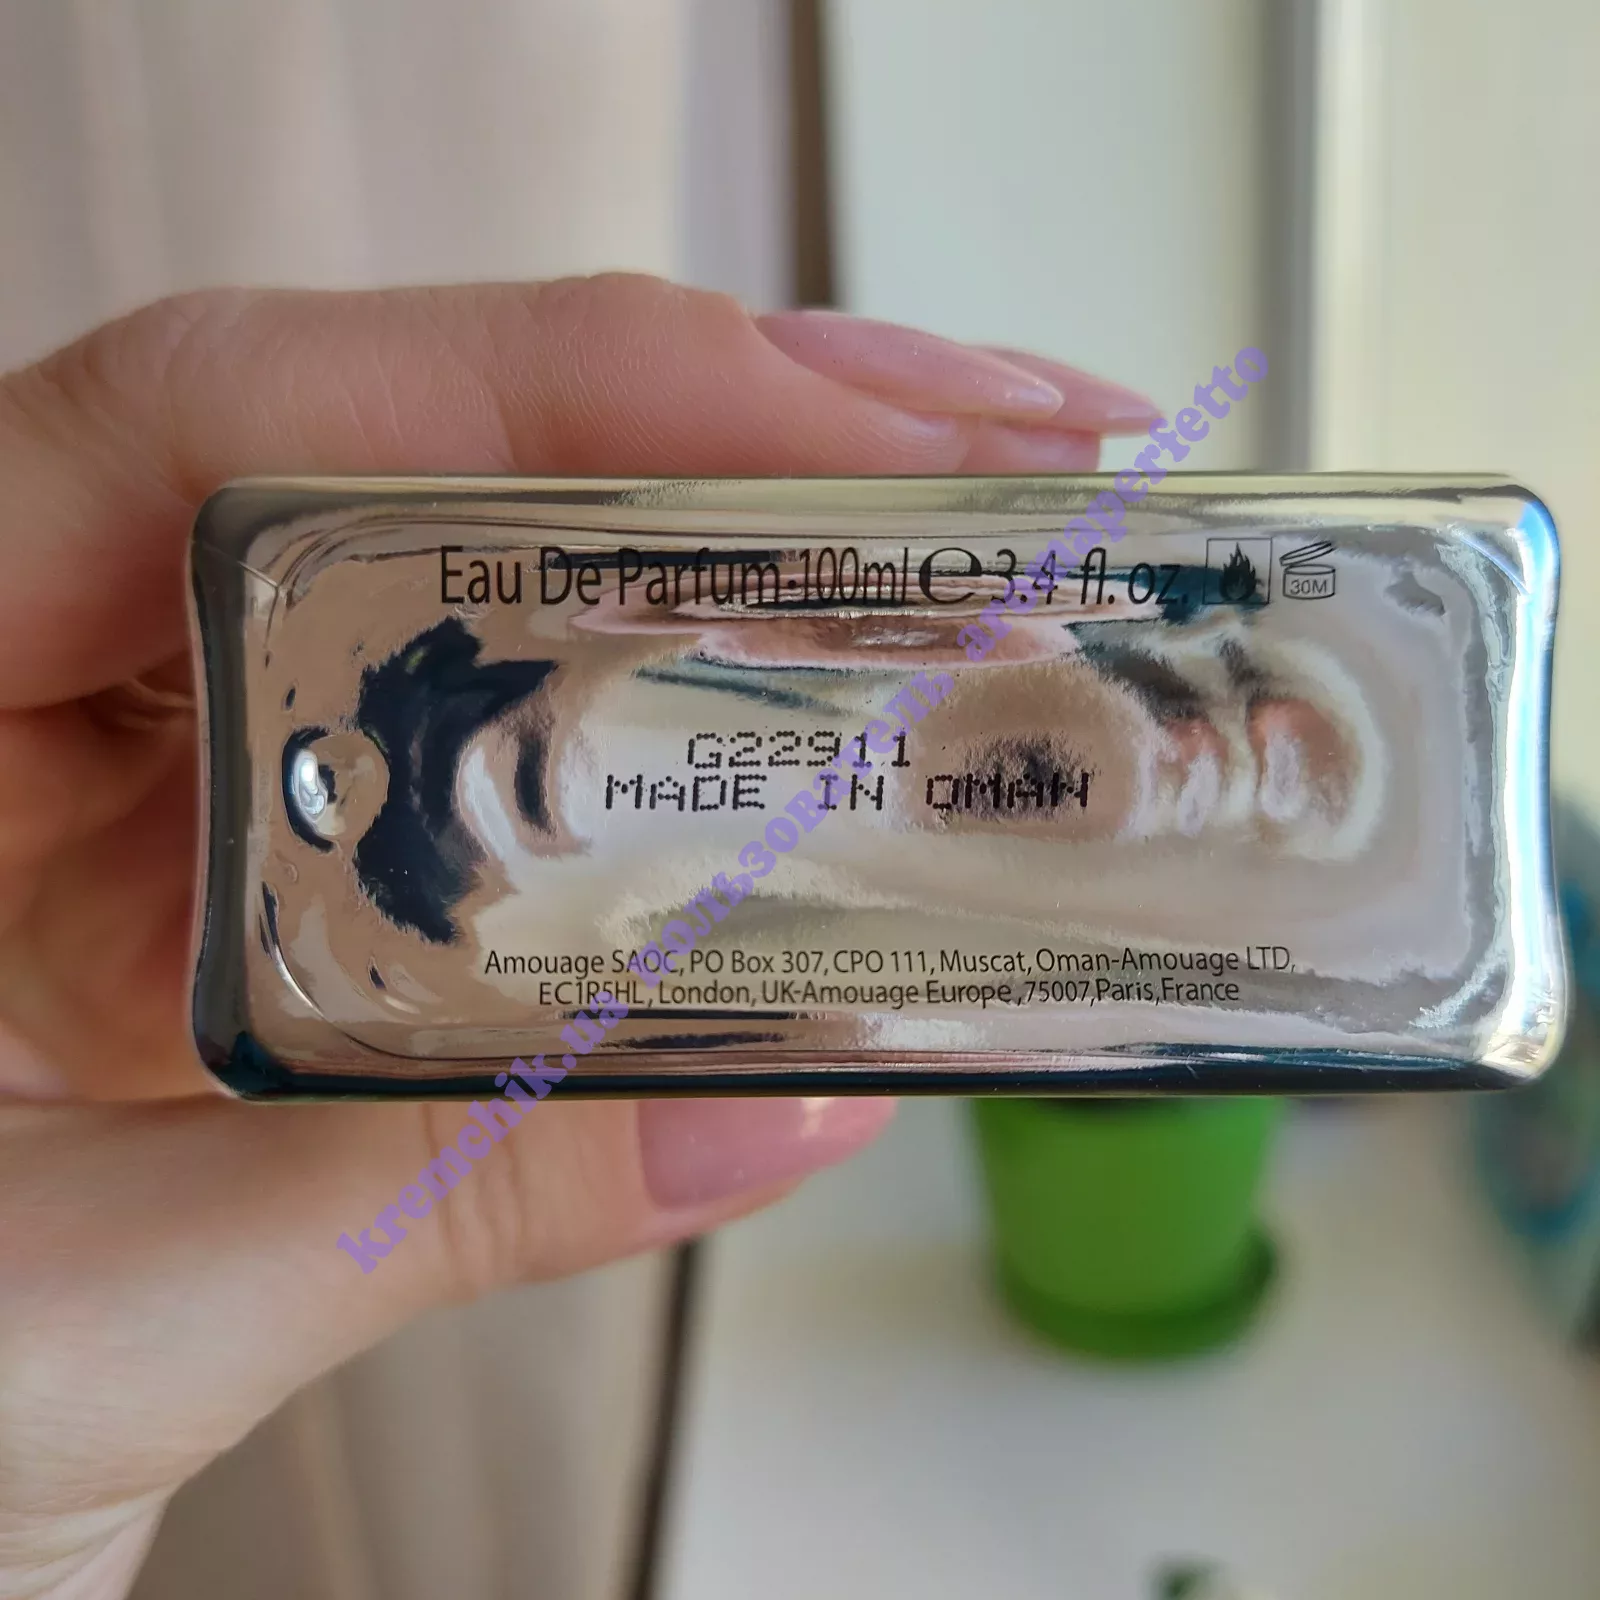 Eau De Parfum·100ml e 3.4 fl. oz.
30M
G22911
MADE IN OMAN
Amouage SAOC, PO Box 307, CPO 111, Muscat, Oman-Amouage LTD,
EC1R5HL, London, UK-Amouage Europe ,75007,Paris,France
kremchik.ua пользователь aromaperfetto